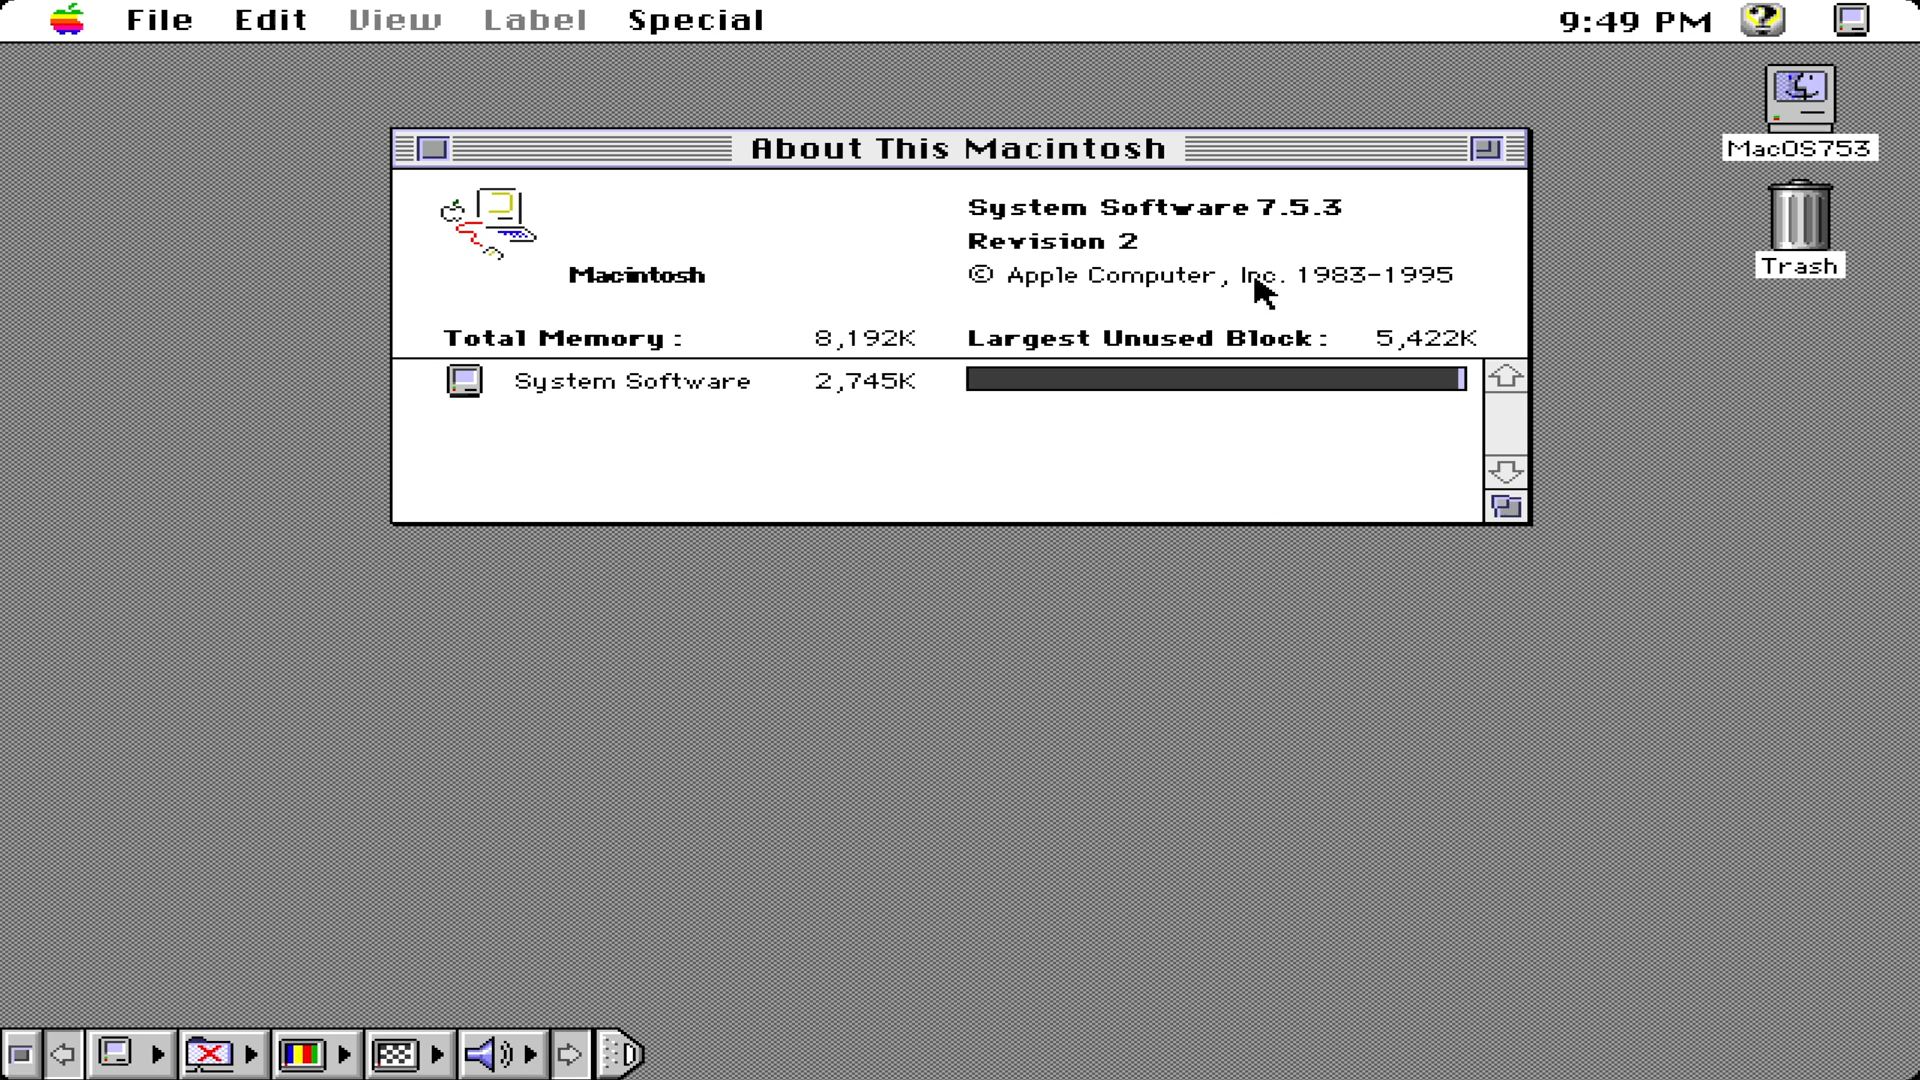 File Edit View Label Special 9:49 PM
MacOS753
Trash
About This Macintosh
System Software 7.5.3
Revision 2
Macintosh © Apple Computer, Inc. 1983-1995
Total Memory: 8,192K Largest Unused Block: 5,422K
System Software 2,745K